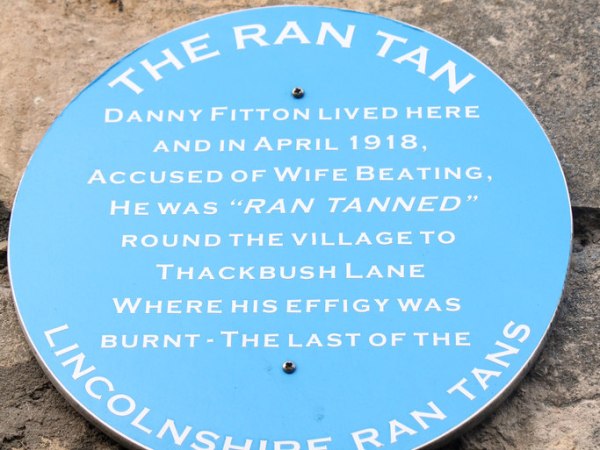 THE RAN TAN
DANNY FITTON LIVED HERE
AND IN APRIL 1918,
ACCUSED OF WIFE BEATING,
HE WAS "RAN TANNED"
ROUND THE VILLAGE TO
THACKBUSH LANE
WHERE HIS EFFIGY WAS
BURNT - THE LAST OF THE
LINCOLNSHIRE RAN TANS